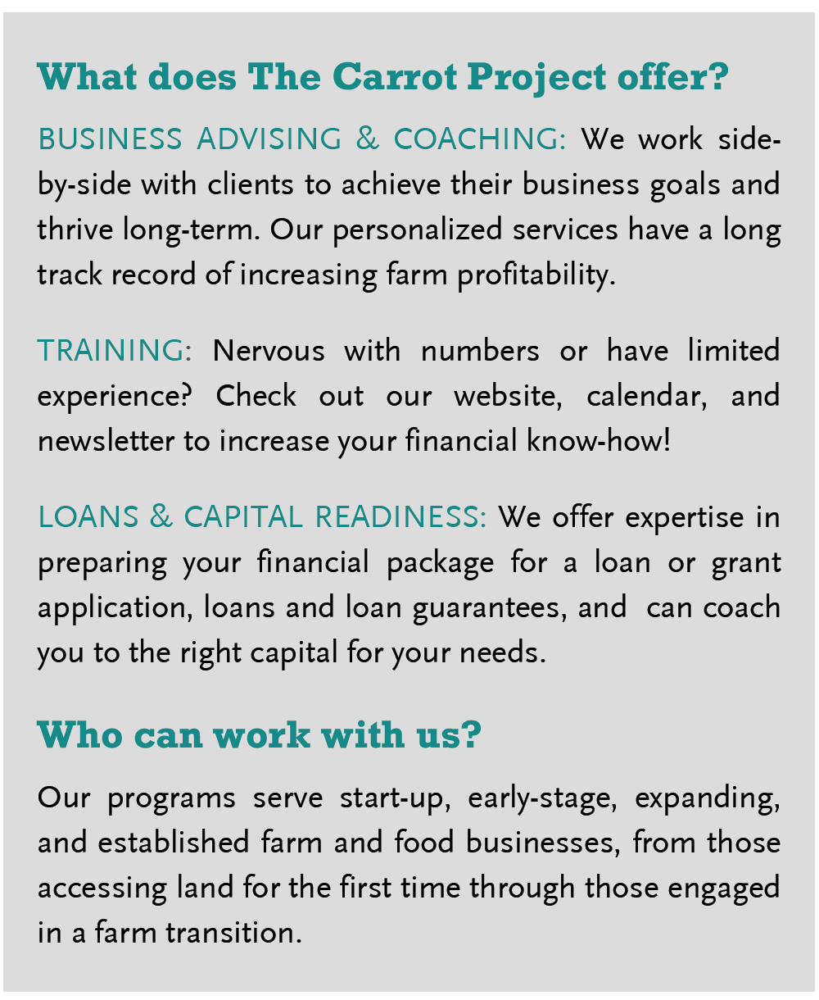 What does The Carrot Project offer?
BUSINESS ADVISING & COACHING: We work side-
by-side with clients to achieve their business goals and
thrive long-term. Our personalized services have a long
track record of increasing farm profitability.
TRAINING: Nervous with numbers or have limited
experience? Check out our website, calendar, and
newsletter to increase your financial know-how!
LOANS & CAPITAL READINESS: We offer expertise in
preparing your financial package for a loan or grant
application, loans and loan guarantees, and  can coach
you to the right capital for your needs.
Who can work with us?
Our programs serve start-up, early-stage, expanding,
and established farm and food businesses, from those
accessing land for the first time through those engaged
in a farm transition.